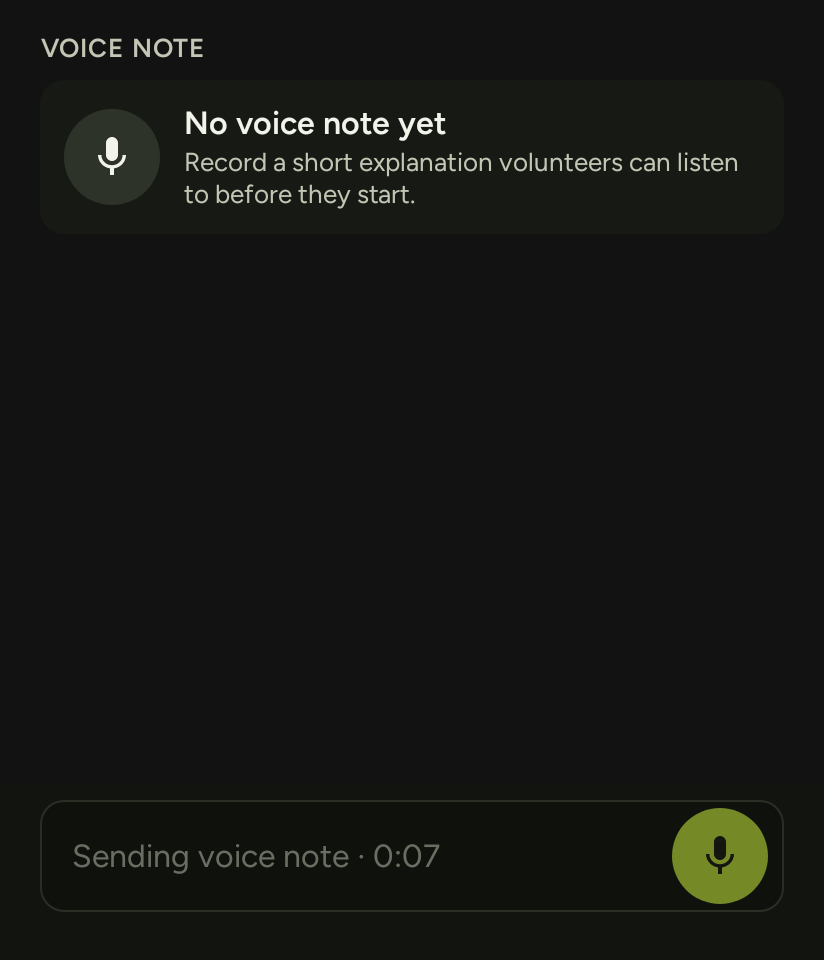 VOICE NOTE
No voice note yet
Record a short explanation volunteers can listen
to before they start.
Sending voice note · 0:07